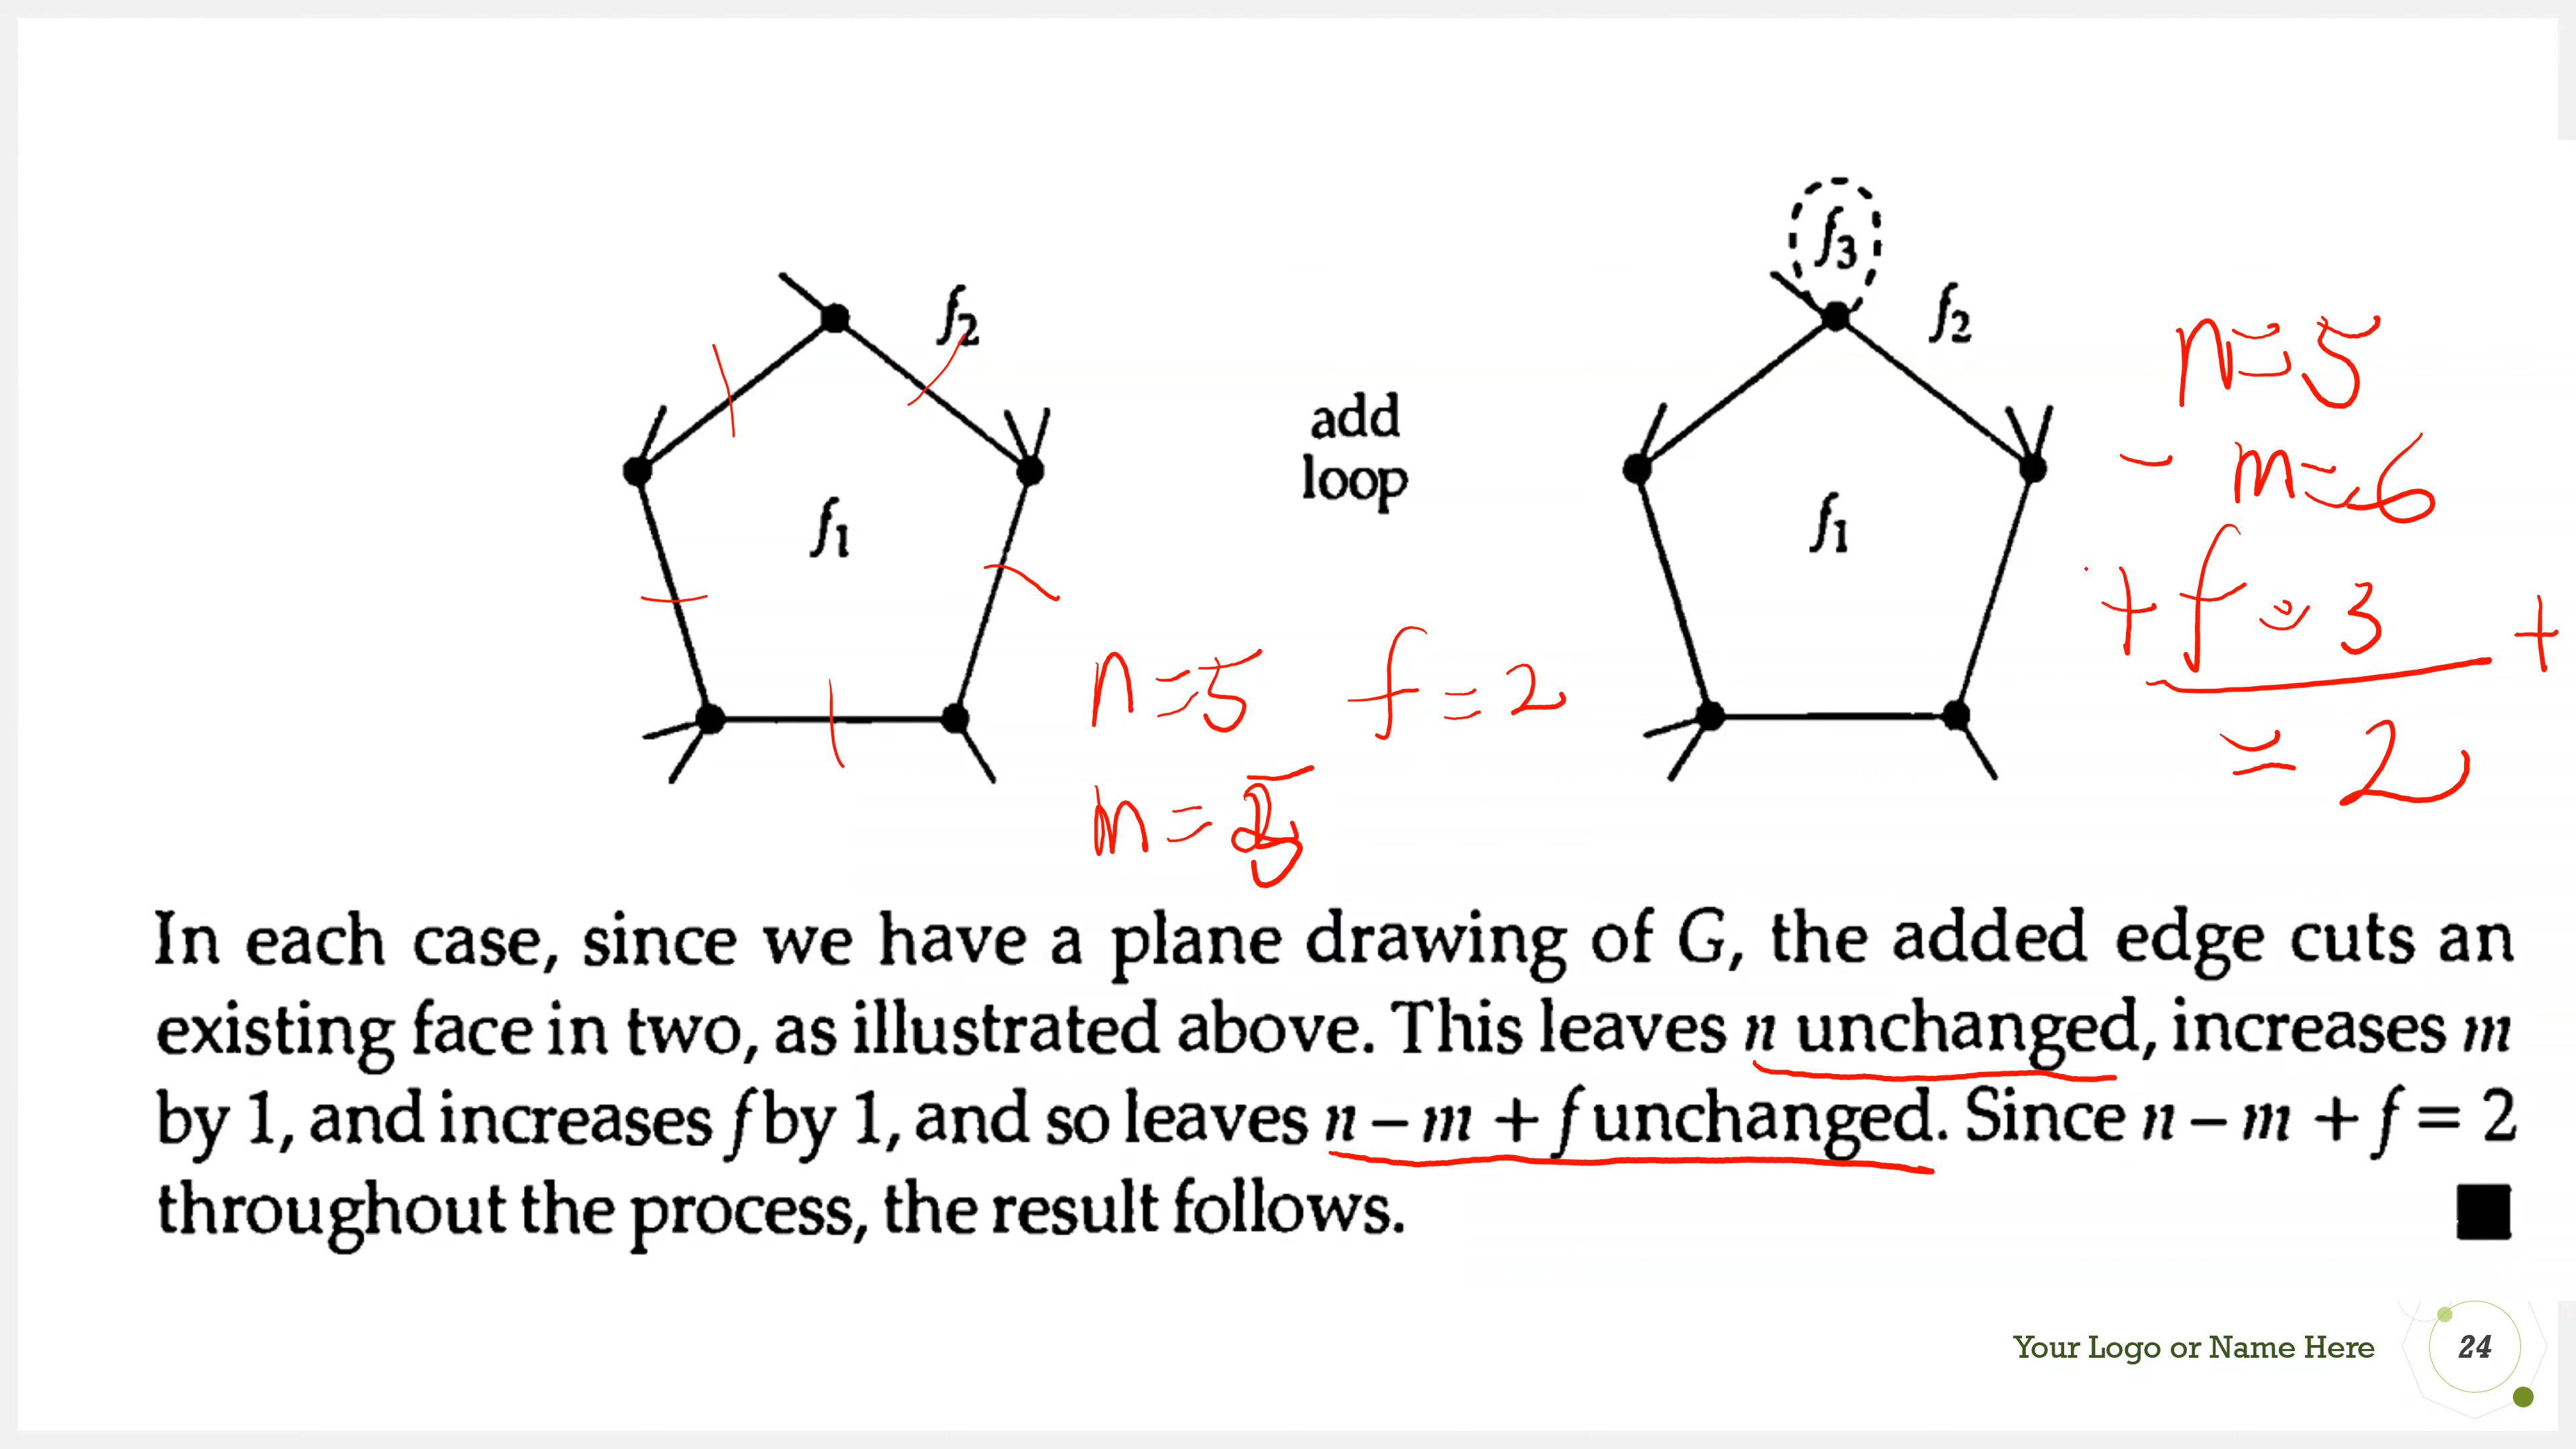 f3
f2
f2
add
loop
f1
f1
n=5
- m=6
+ f=3 +
= 2
n=5 f=2
m=5
In each case, since we have a plane drawing of G, the added edge cuts an
existing face in two, as illustrated above. This leaves n unchanged, increases m
by 1, and increases f by 1, and so leaves n – m + f unchanged. Since n – m + f = 2
throughout the process, the result follows.
Your Logo or Name Here
24